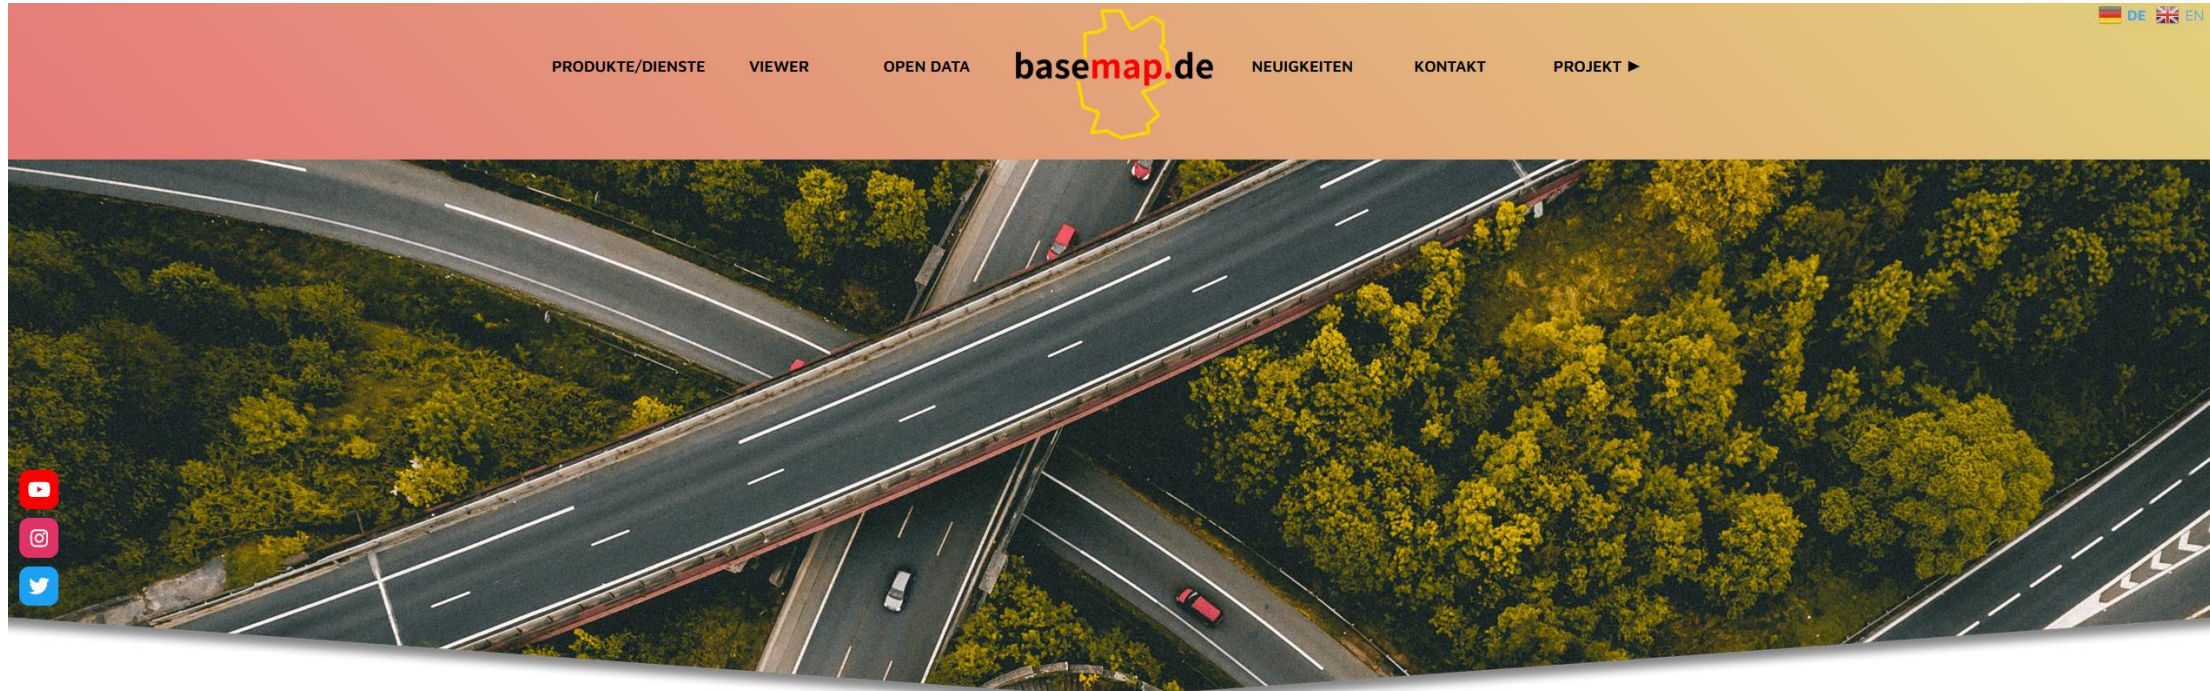 DE EN
PRODUKTE/DIENSTE VIEWER OPEN DATA basemap.de NEUIGKEITEN KONTAKT PROJEKT ►